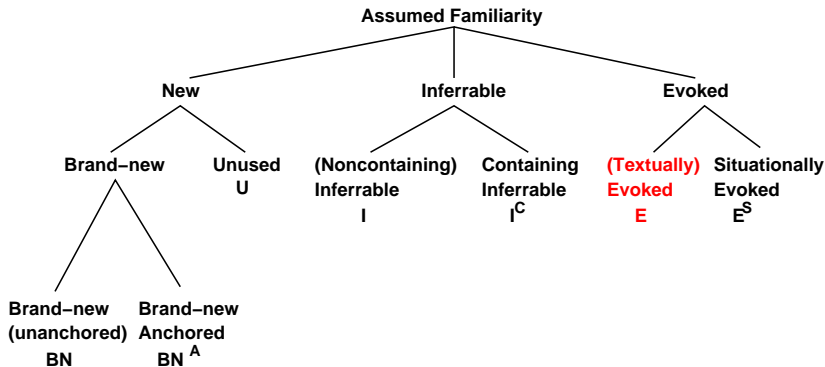 Assumed Familiarity
New Inferrable Evoked
Brand−new Unused (Noncontaining) Containing (Textually) Situationally
U Inferrable Inferrable Evoked Evoked
I I^C E E^S
Brand−new Brand−new
(unanchored) Anchored
BN BN^A